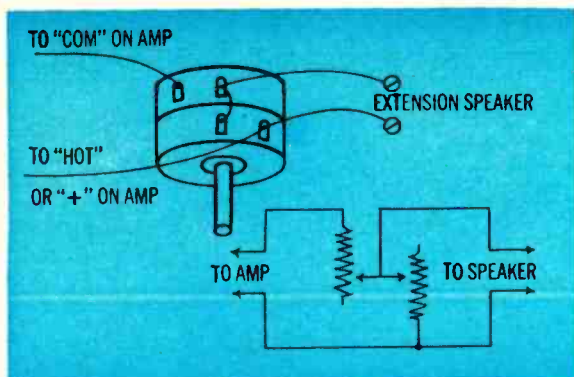 TO "COM" ON AMP
EXTENSION SPEAKER
TO "HOT"
OR "+" ON AMP
TO AMP
TO SPEAKER